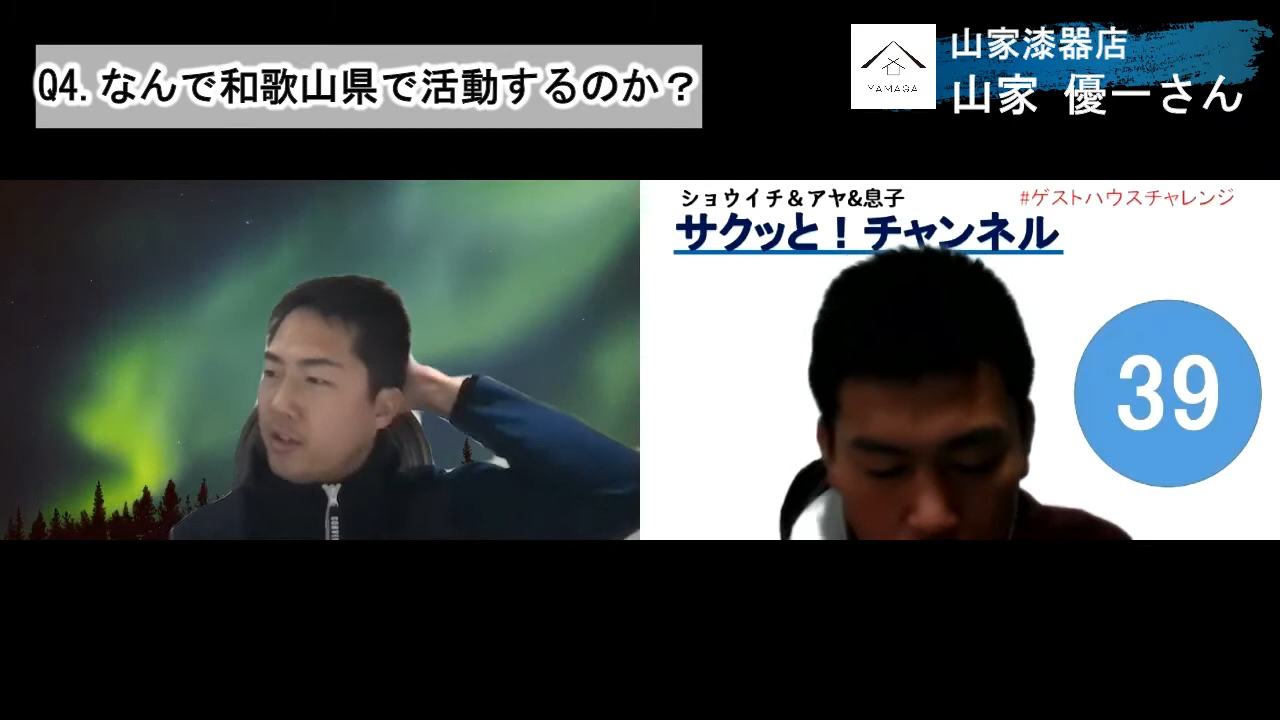 Q4.なんで和歌山県で活動するのか?
YAMAGA
山家漆器店
山家 優一さん
ショウイチ&アヤ&息子
#ゲストハウスチャレンジ
サクッと!チャンネル
39